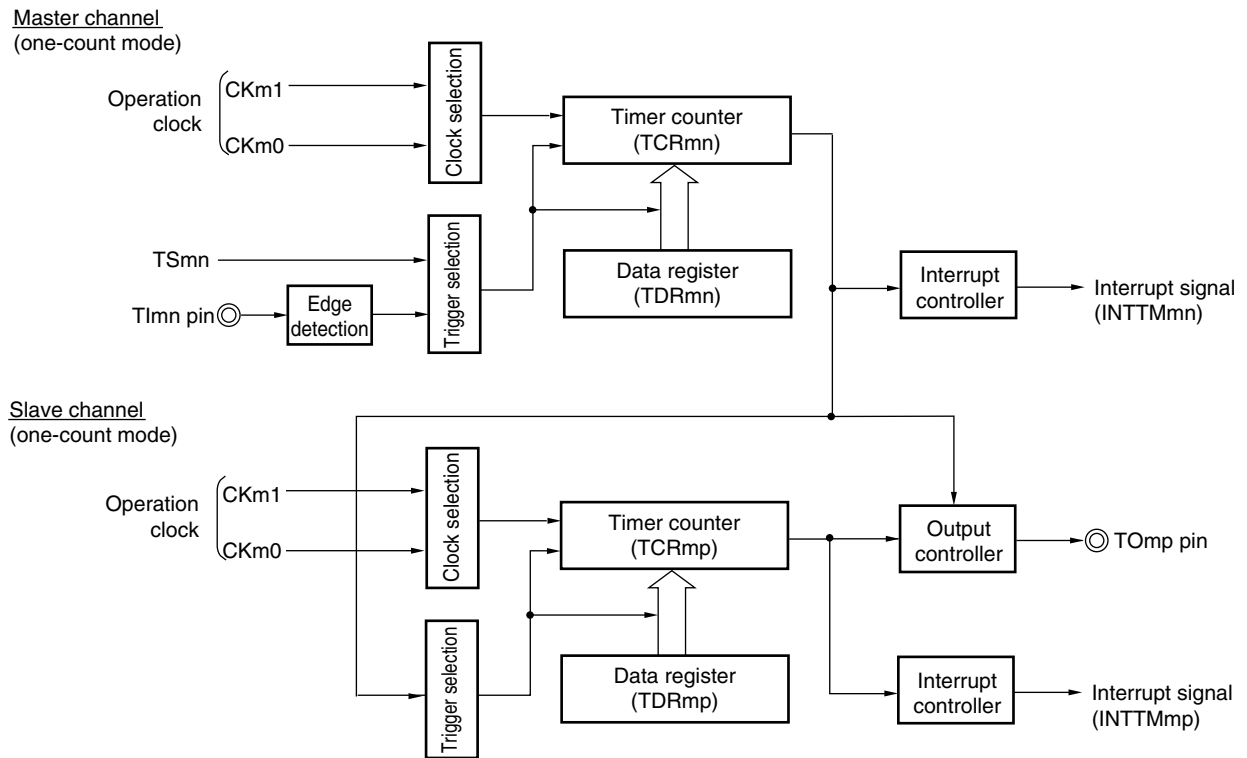 Master channel
(one-count mode)
Operation
clock
CKm1
CKm0
Clock selection
Timer counter
(TCRmn)
TSmn
TImn pin
Edge
detection
Trigger selection
Data register
(TDRmn)
Interrupt
controller
Interrupt signal
(INTTMmn)
Slave channel
(one-count mode)
Operation
clock
CKm1
CKm0
Clock selection
Timer counter
(TCRmp)
Output
controller
TOmp pin
Trigger selection
Data register
(TDRmp)
Interrupt
controller
Interrupt signal
(INTTMmp)